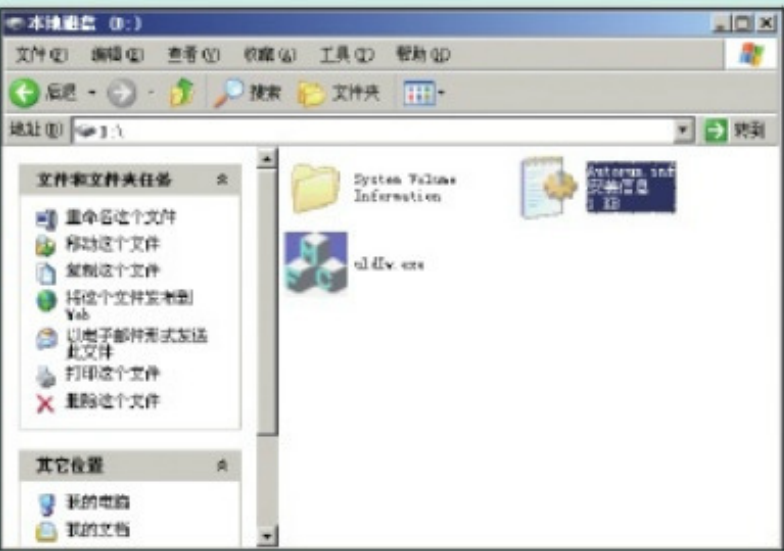 本地磁盘 (D:)
文件(F) 编辑(E) 查看(V) 收藏(A) 工具(T) 帮助(H)
后退 搜索 文件夹
地址(D) D:\ 转到
文件和文件夹任务
重命名这个文件
移动这个文件
复制这个文件
将这个文件发布到
Web
以电子邮件形式发送
此文件
打印这个文件
删除这个文件
其它位置
我的电脑
我的文档
System Volume
Information
Autorun.inf
安装信息
1 KB
.exe